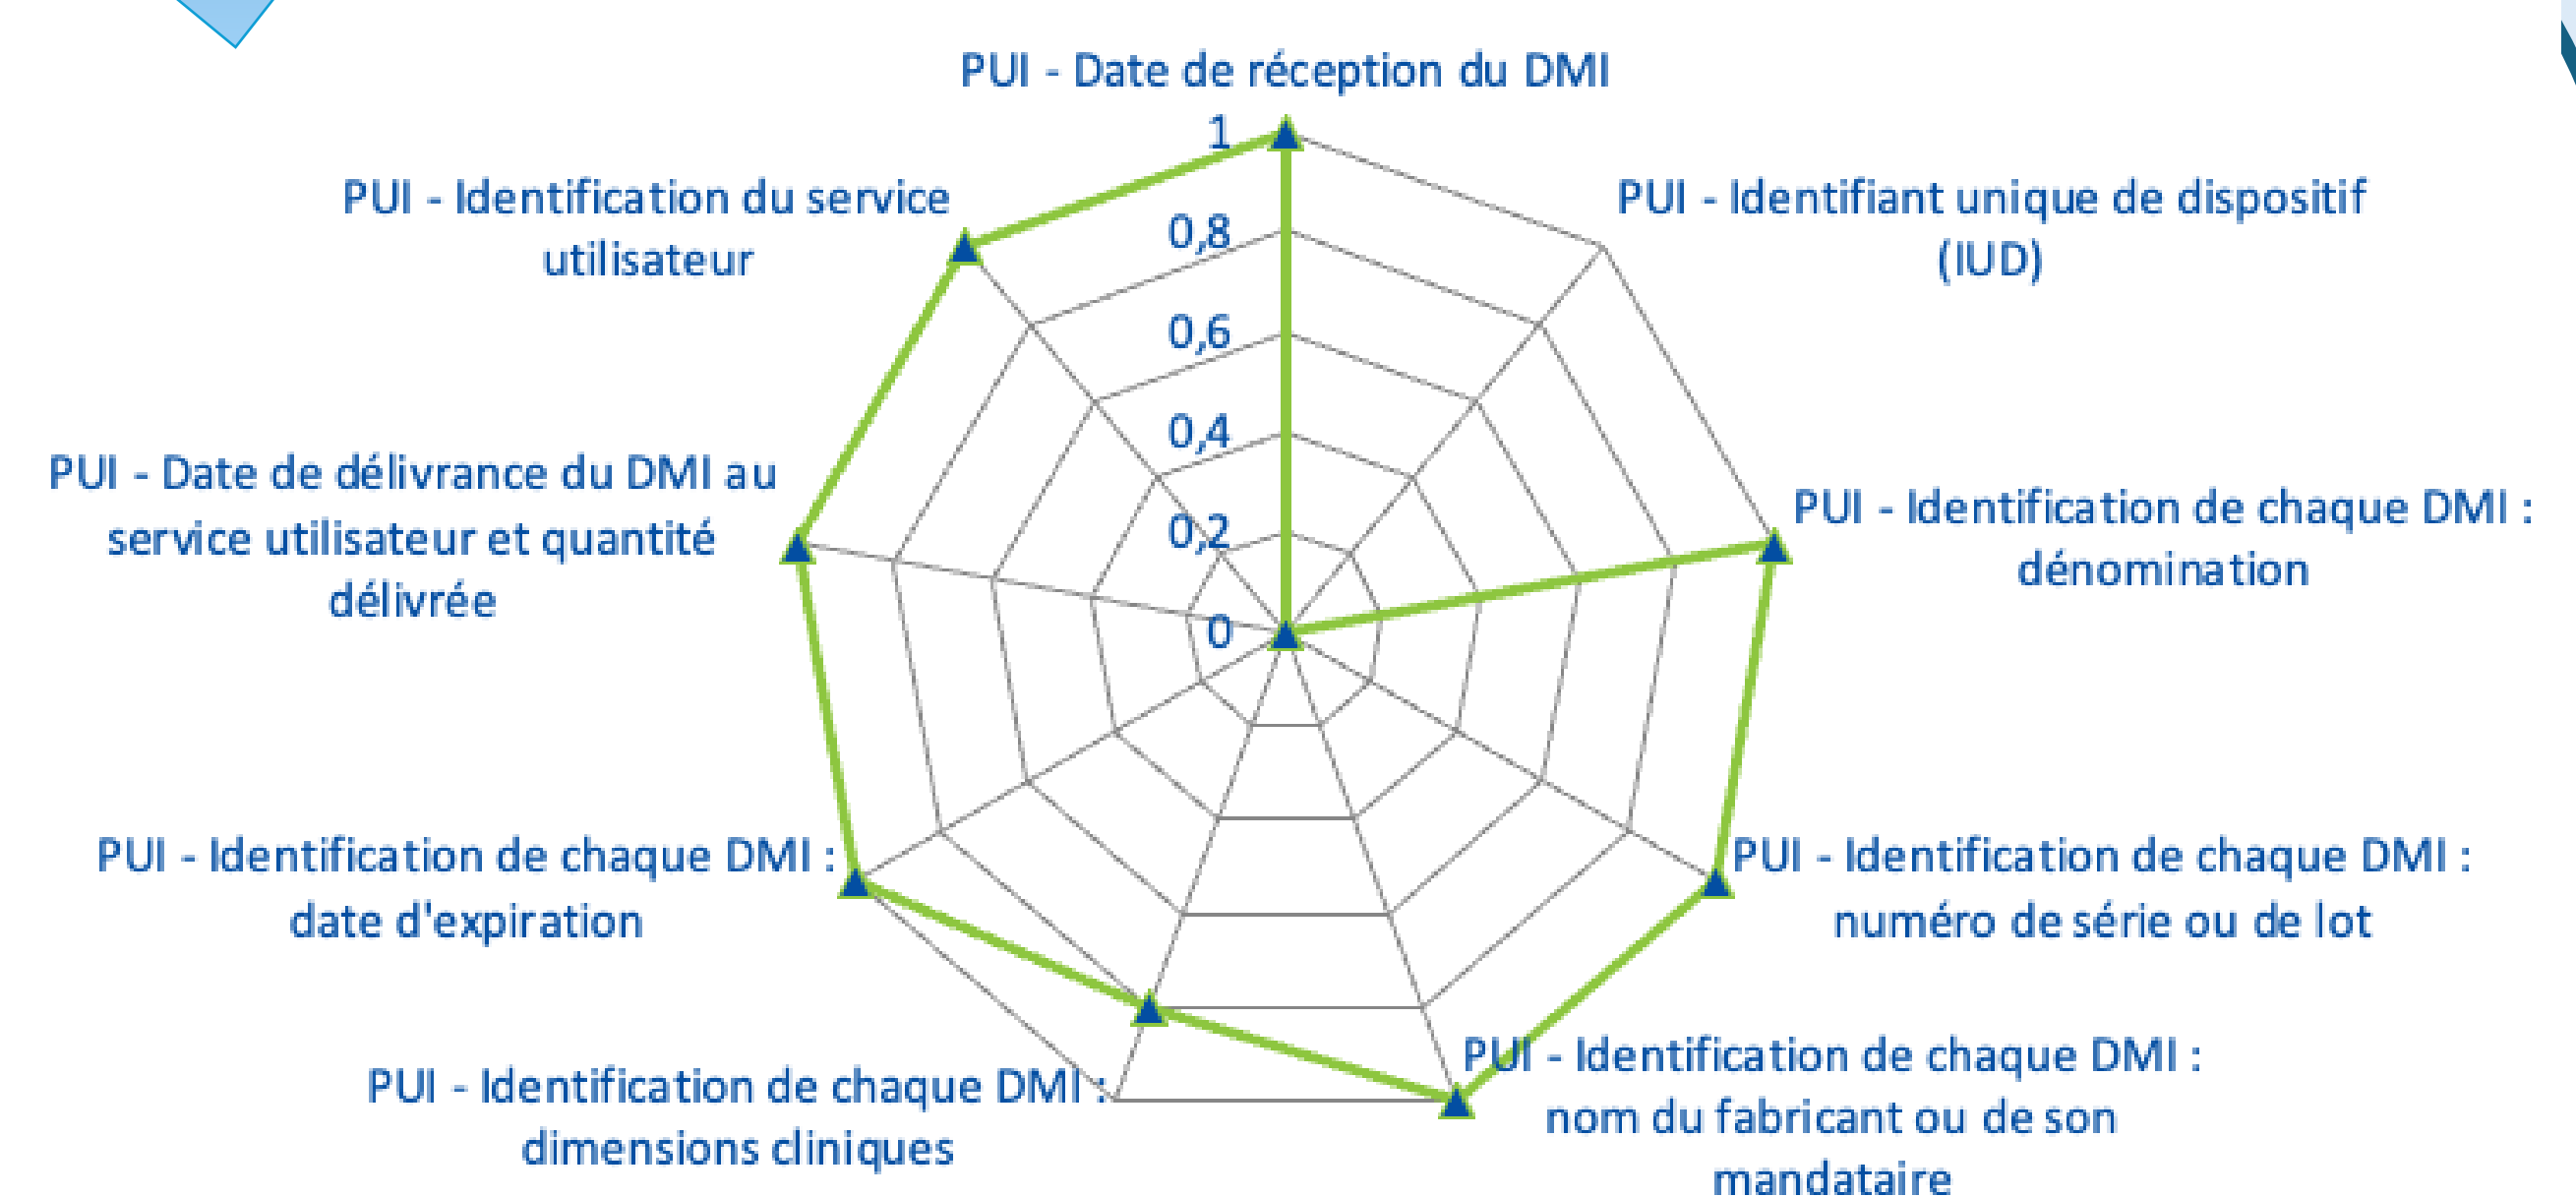 PUI - Date de réception du DMI
1
0,8
0,6
0,4
0,2
0
PUI - Identifiant unique de dispositif
(IUD)
PUI - Identification de chaque DMI :
dénomination
PUI - Identification de chaque DMI :
numéro de série ou de lot
PUI - Identification de chaque DMI :
nom du fabricant ou de son
mandataire
PUI - Identification de chaque DMI :
dimensions cliniques
PUI - Identification de chaque DMI :
date d'expiration
PUI - Date de délivrance du DMI au
service utilisateur et quantité
délivrée
PUI - Identification du service
utilisateur